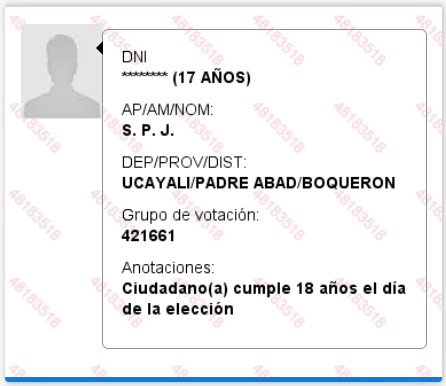 DNI
******** (17 AÑOS)
AP/AM/NOM:
S. P. J.
DEP/PROV/DIST:
UCAYALI/PADRE ABAD/BOQUERON
Grupo de votación:
421661
Anotaciones:
Ciudadano(a) cumple 18 años el día
de la elección
48183518